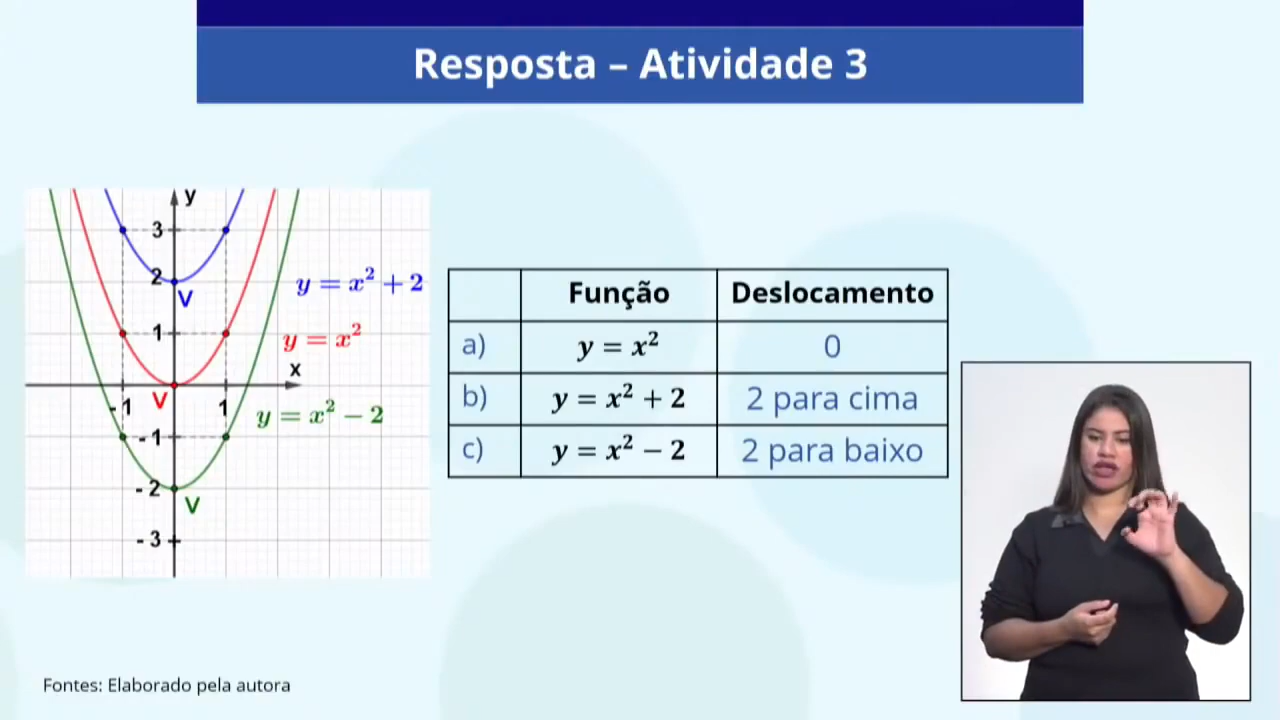 Resposta – Atividade 3
y
3
2
V
y = x² + 2
1
y = x²
x
V
-1
1
y = x² − 2
-1
-2
V
-3
Função Deslocamento
a) y = x² 0
b) y = x² + 2 2 para cima
c) y = x² − 2 2 para baixo
Fontes: Elaborado pela autora